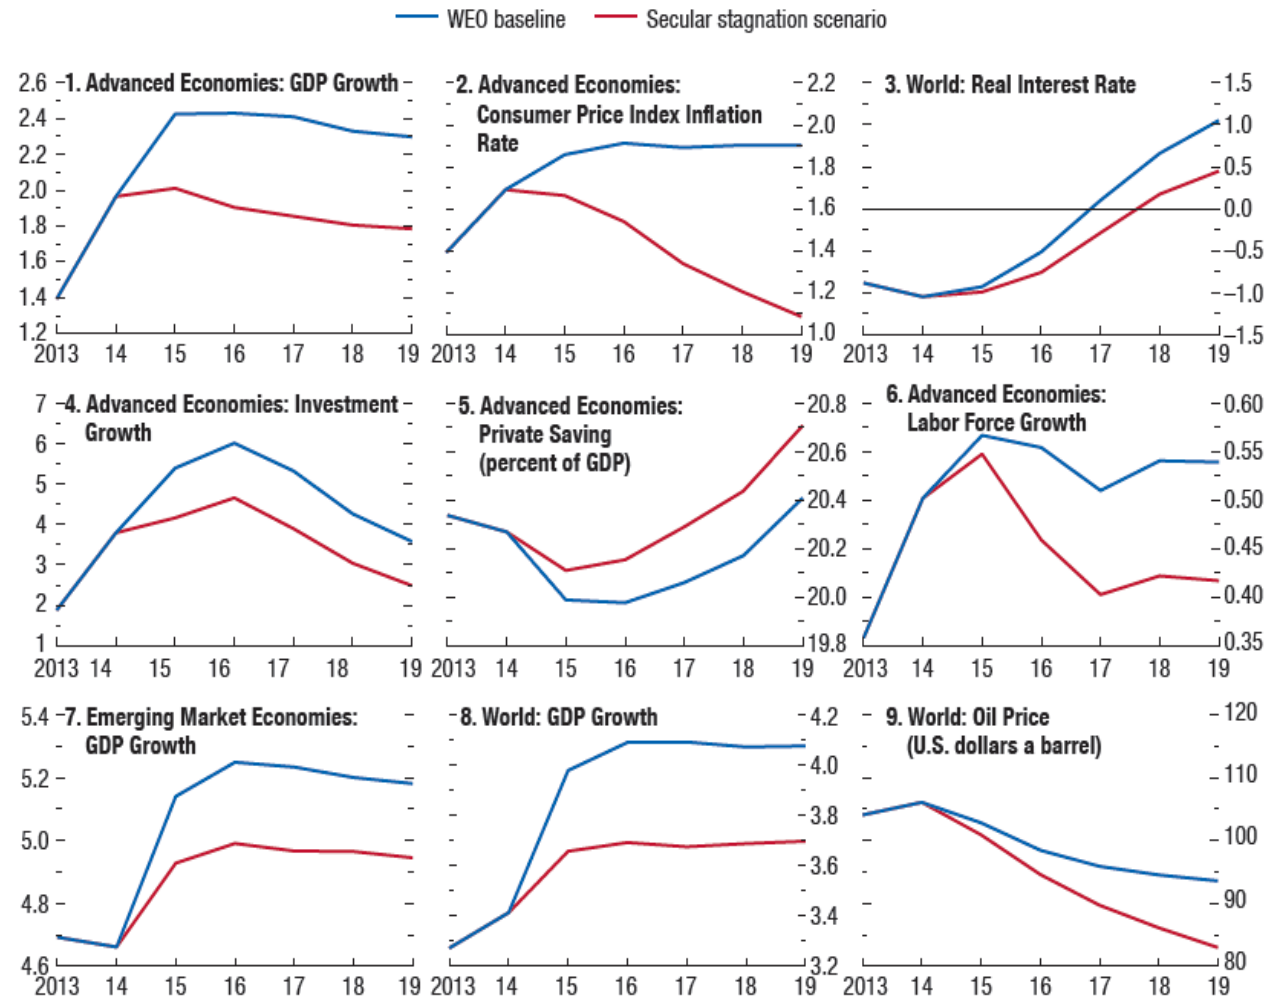 WEO baseline Secular stagnation scenario
1. Advanced Economies: GDP Growth
2.6
2.4
2.2
2.0
1.8
1.6
1.4
1.2
2013 14 15 16 17 18 19
2. Advanced Economies:
Consumer Price Index Inflation
Rate
2.2
2.0
1.8
1.6
1.4
1.2
1.0
2013 14 15 16 17 18 19
3. World: Real Interest Rate
1.5
1.0
0.5
0.0
–0.5
–1.0
–1.5
2013 14 15 16 17 18 19
4. Advanced Economies: Investment
Growth
7
6
5
4
3
2
1
2013 14 15 16 17 18 19
5. Advanced Economies:
Private Saving
(percent of GDP)
20.8
20.6
20.4
20.2
20.0
19.8
2013 14 15 16 17 18 19
6. Advanced Economies:
Labor Force Growth
0.60
0.55
0.50
0.45
0.40
0.35
2013 14 15 16 17 18 19
7. Emerging Market Economies:
GDP Growth
5.4
5.2
5.0
4.8
4.6
2013 14 15 16 17 18 19
8. World: GDP Growth
4.2
4.0
3.8
3.6
3.4
3.2
2013 14 15 16 17 18 19
9. World: Oil Price
(U.S. dollars a barrel)
120
110
100
90
80
2013 14 15 16 17 18 19